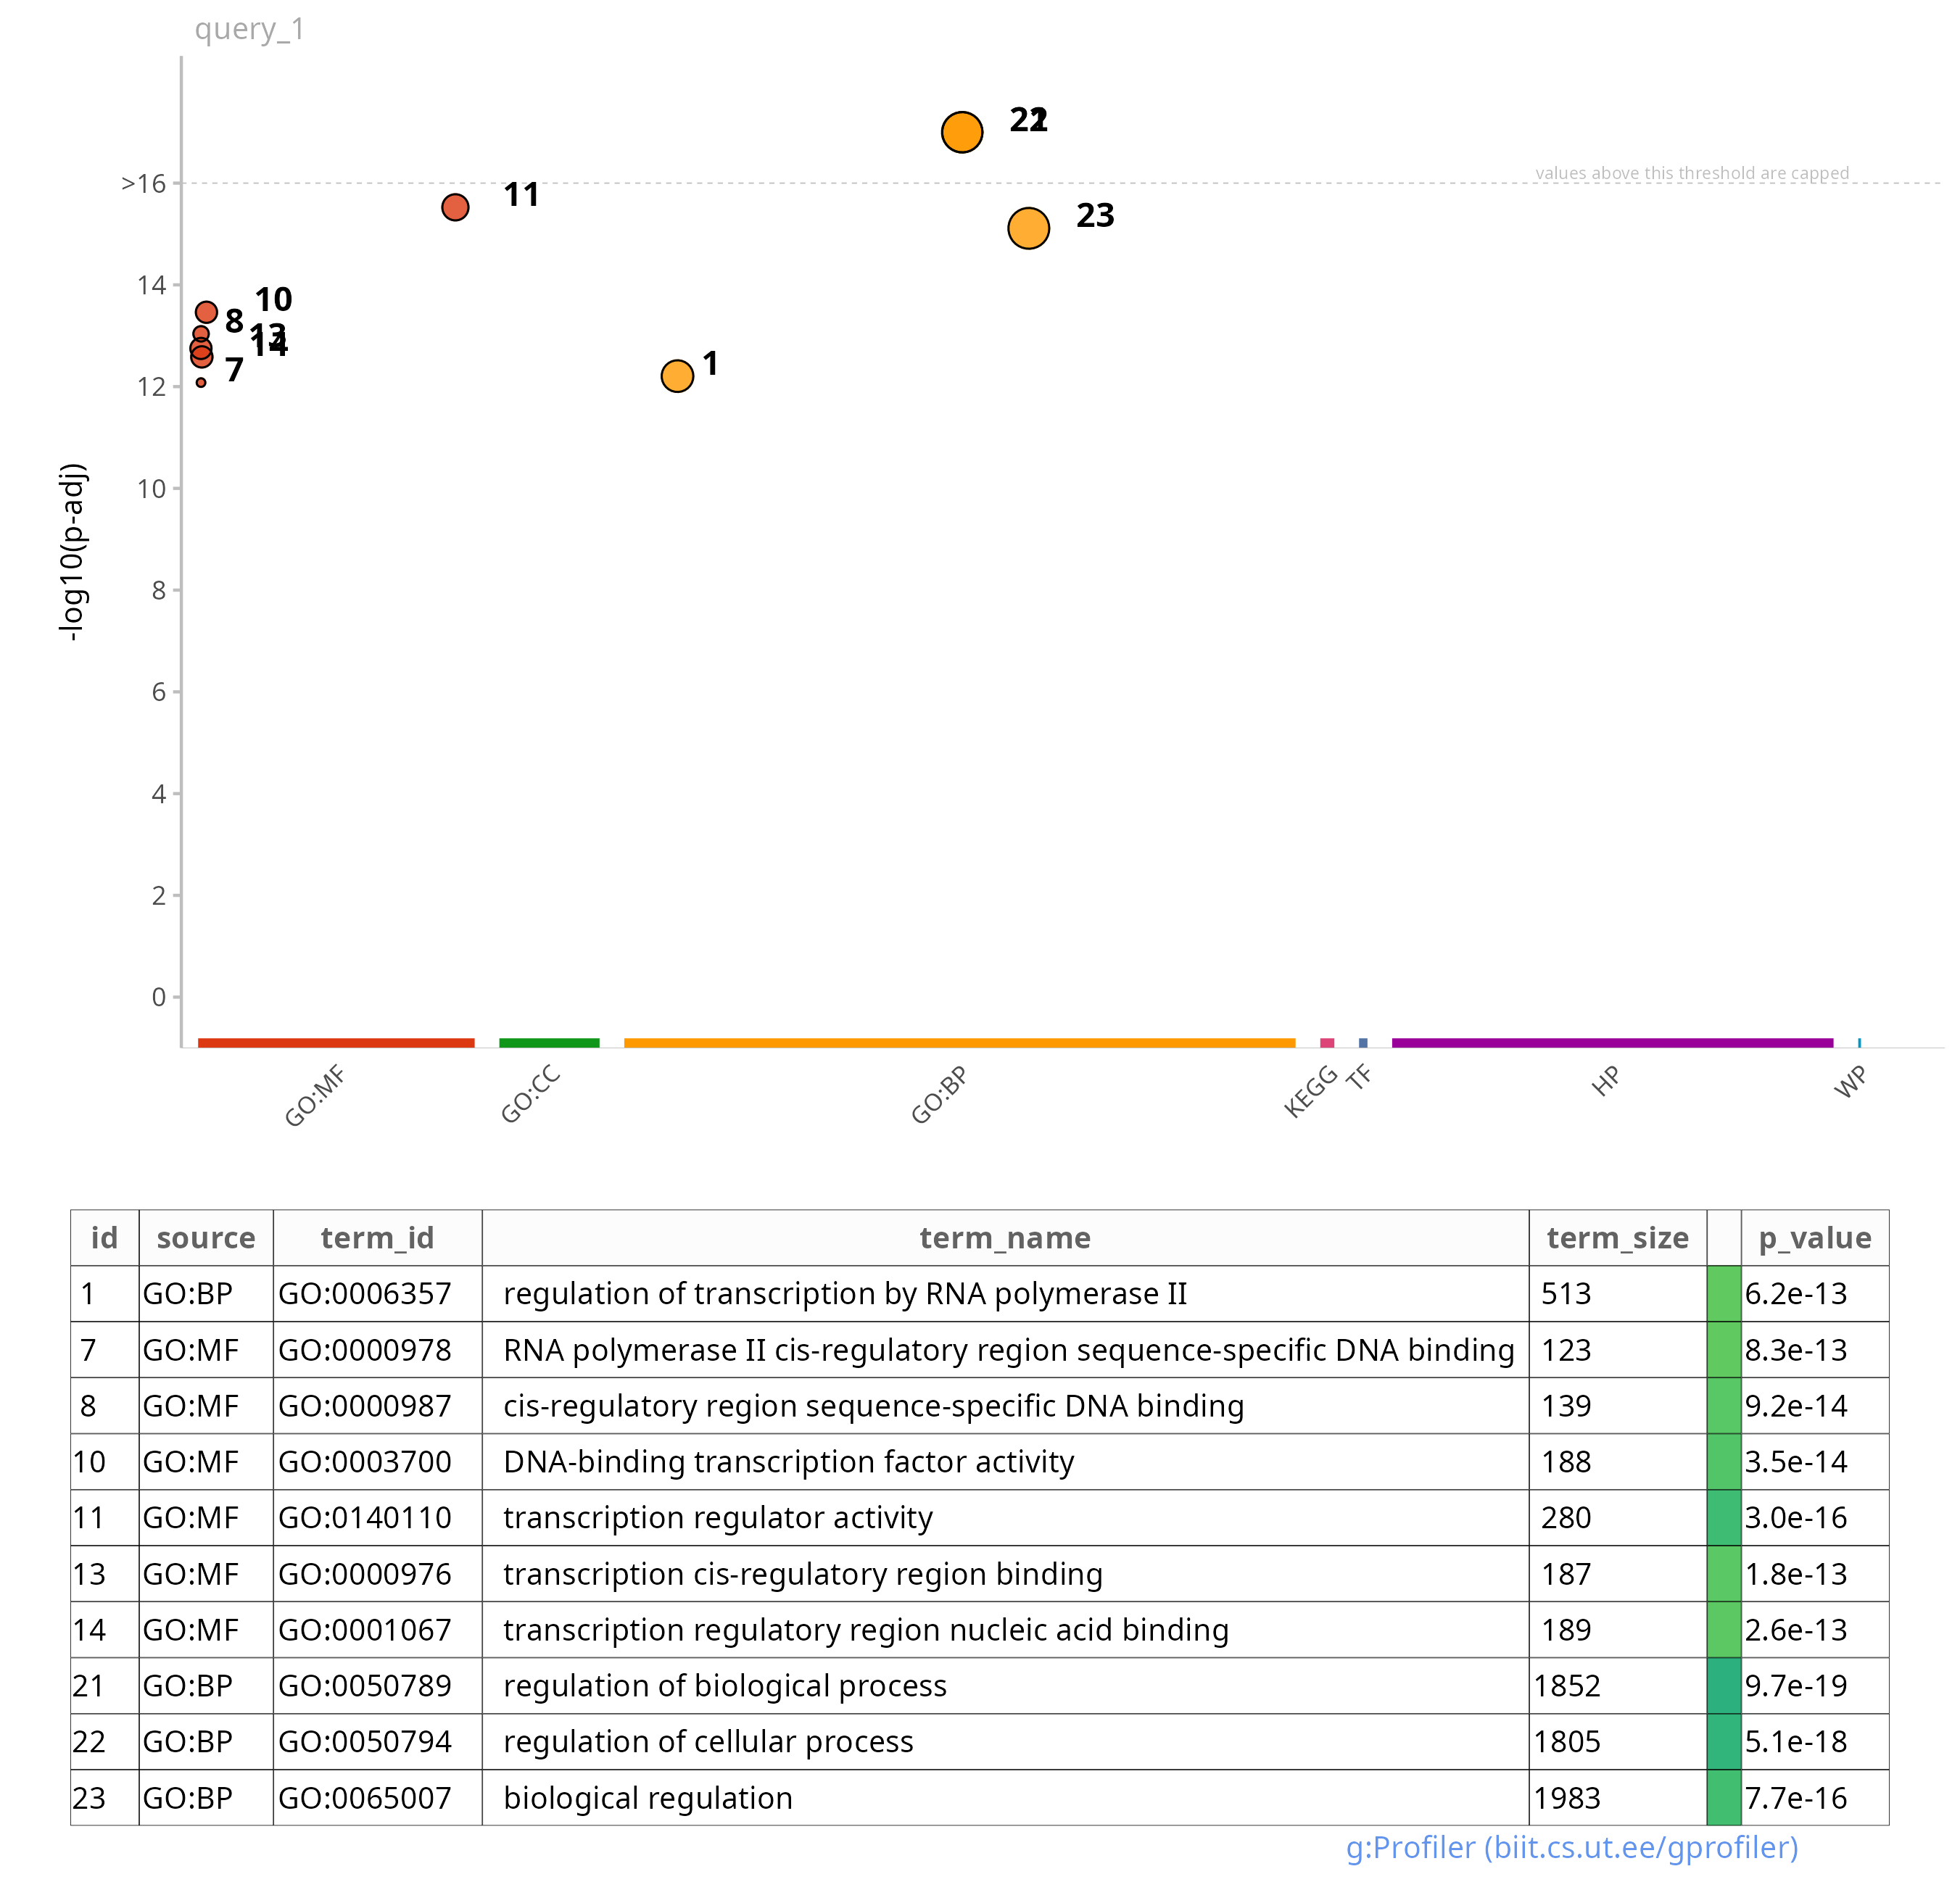 query_1
22 21
>16
values above this threshold are capped
11
23
14
10
8
13
14
12
7
1
10
-log10(p-adj)
8
6
4
2
0
GO:MF GO:CC GO:BP KEGG TF HP WP
id source term_id term_name term_size p_value
1 GO:BP GO:0006357 regulation of transcription by RNA polymerase II 513 6.2e-13
7 GO:MF GO:0000978 RNA polymerase II cis-regulatory region sequence-specific DNA binding 123 8.3e-13
8 GO:MF GO:0000987 cis-regulatory region sequence-specific DNA binding 139 9.2e-14
10 GO:MF GO:0003700 DNA-binding transcription factor activity 188 3.5e-14
11 GO:MF GO:0140110 transcription regulator activity 280 3.0e-16
13 GO:MF GO:0000976 transcription cis-regulatory region binding 187 1.8e-13
14 GO:MF GO:0001067 transcription regulatory region nucleic acid binding 189 2.6e-13
21 GO:BP GO:0050789 regulation of biological process 1852 9.7e-19
22 GO:BP GO:0050794 regulation of cellular process 1805 5.1e-18
23 GO:BP GO:0065007 biological regulation 1983 7.7e-16
g:Profiler (biit.cs.ut.ee/gprofiler)